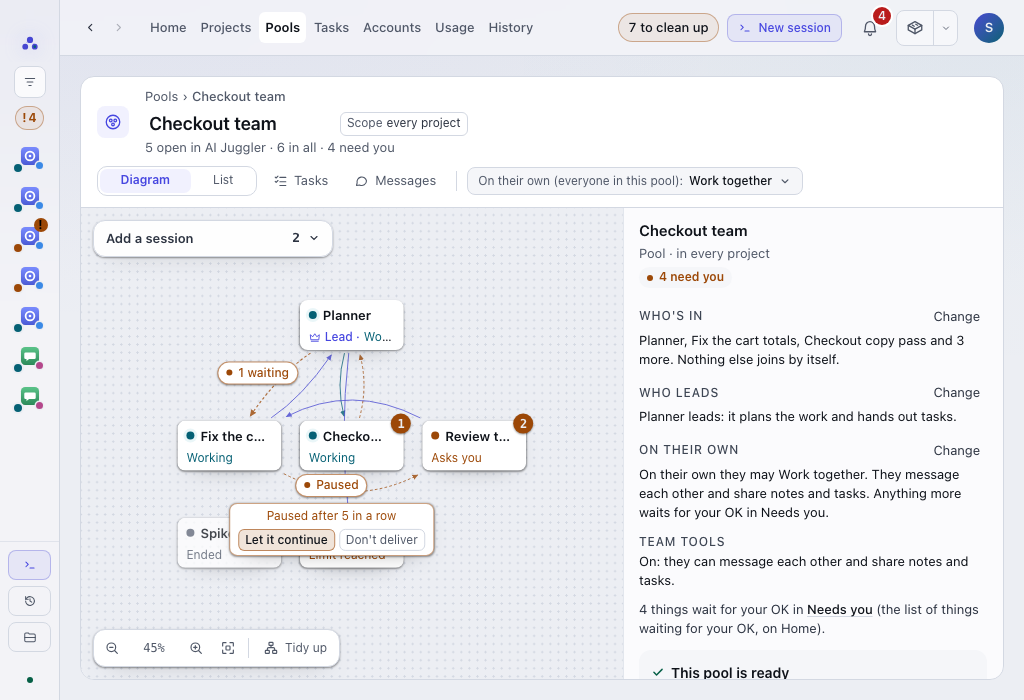 Home Projects Pools Tasks Accounts Usage History
7 to clean up
New session
4
S
! 4
!
Pools › Checkout team
Checkout team
Scope every project
5 open in AI Juggler · 6 in all · 4 need you
Diagram
List
Tasks
Messages
On their own (everyone in this pool): Work together
Add a session
2
Planner
Lead · Wo...
1 waiting
1
2
Fix the c...
Working
Checko...
Working
Review t...
Asks you
Paused
Paused after 5 in a row
Let it continue
Don't deliver
Ended
45%
Tidy up
Checkout team
Pool · in every project
4 need you
WHO'S IN
Change
Planner, Fix the cart totals, Checkout copy pass and 3
more. Nothing else joins by itself.
WHO LEADS
Change
Planner leads: it plans the work and hands out tasks.
ON THEIR OWN
Change
On their own they may Work together. They message
each other and share notes and tasks. Anything more
waits for your OK in Needs you.
TEAM TOOLS
On: they can message each other and share notes and
tasks.
4 things wait for your OK in Needs you (the list of things
waiting for your OK, on Home).
This pool is ready